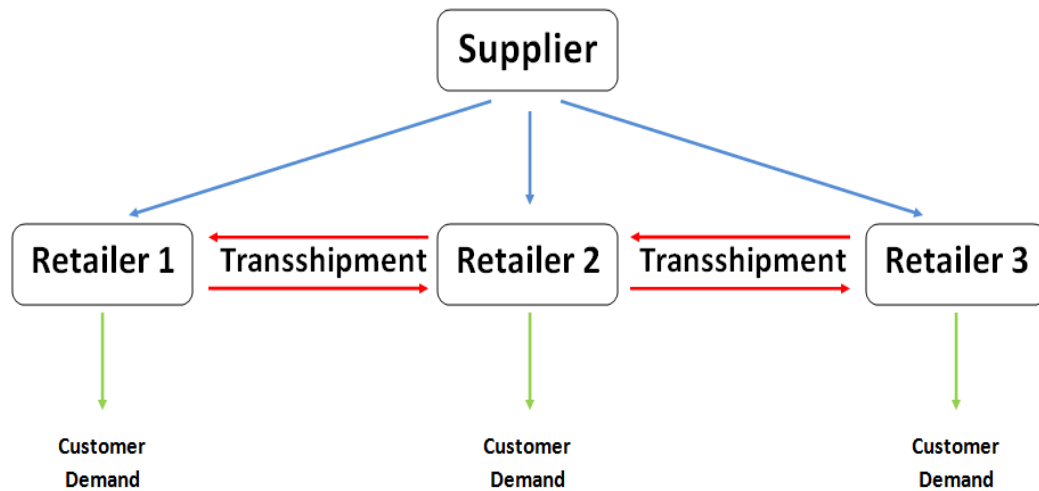 Supplier
Retailer 1
Transshipment
Retailer 2
Transshipment
Retailer 3
Customer
Demand
Customer
Demand
Customer
Demand